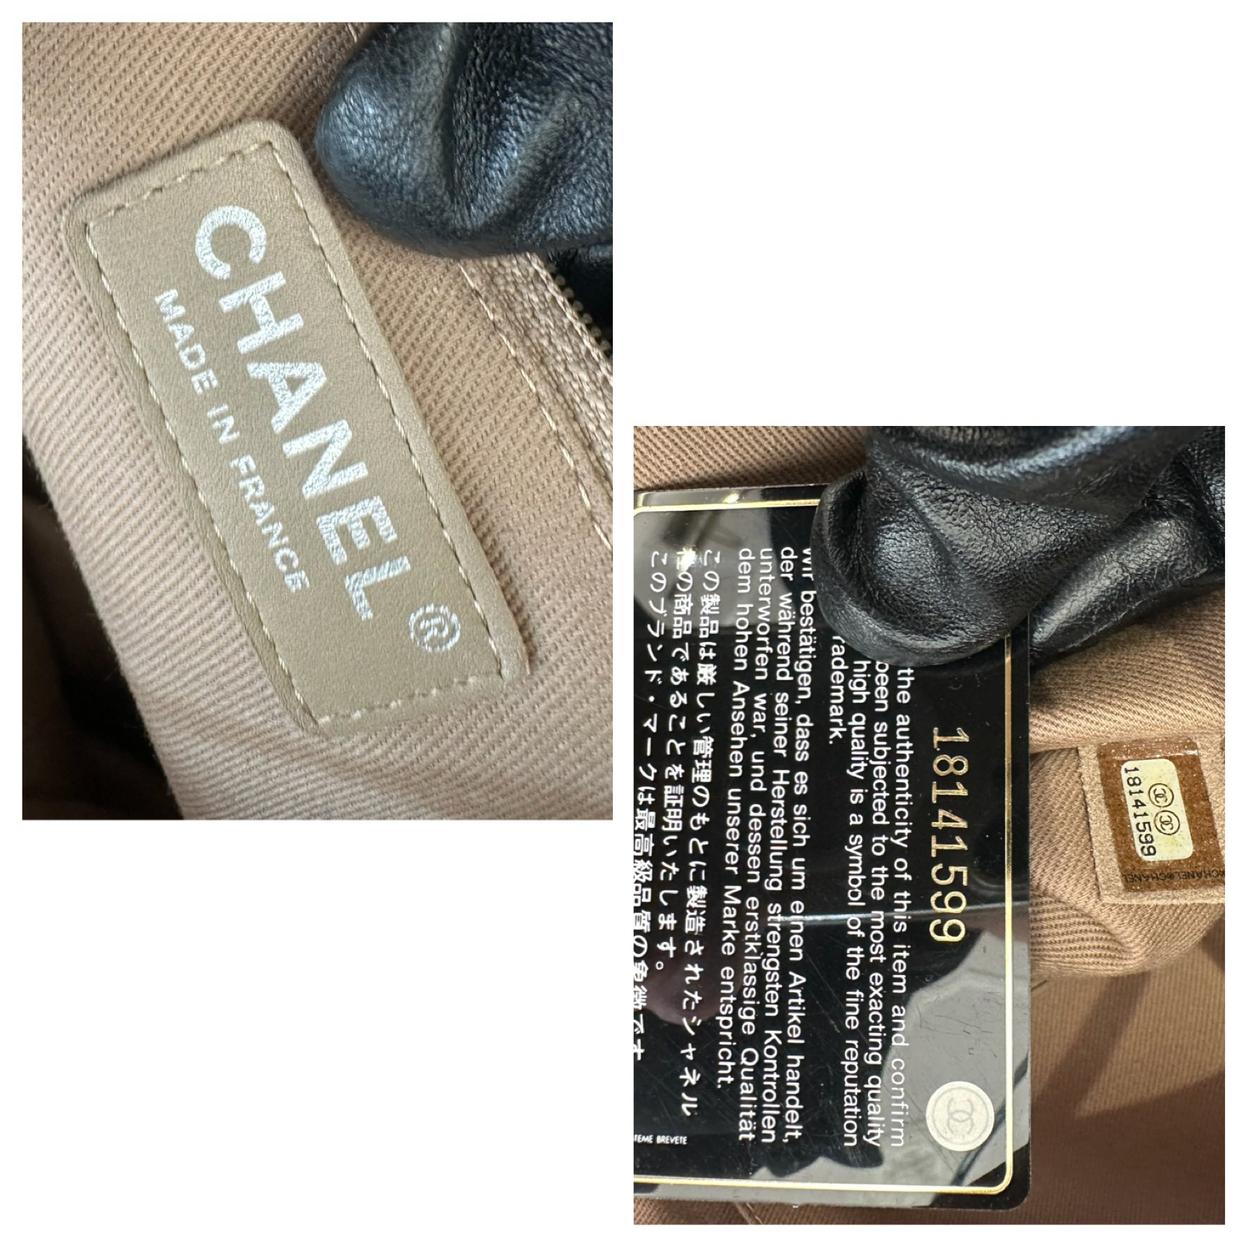 CHANEL®
MADE IN FRANCE
18141599
the authenticity of this item and confirm
been subjected to the most exacting quality
high quality is a symbol of the fine reputation
rademark.
Wir bestätigen, dass es sich um einen Artikel handelt,
der während seiner Herstellung strengsten Kontrollen
unterworfen war, und dessen erstklassige Qualität
dem hohen Ansehen unserer Marke entspricht.
この製品は厳しい管理のもとに製造されたシャネル
の商品であることを証明いたします。
このブランド・マークは最高級品質の象徴です
TEME BREVETE
18141599
©CHANEL©CHANEL